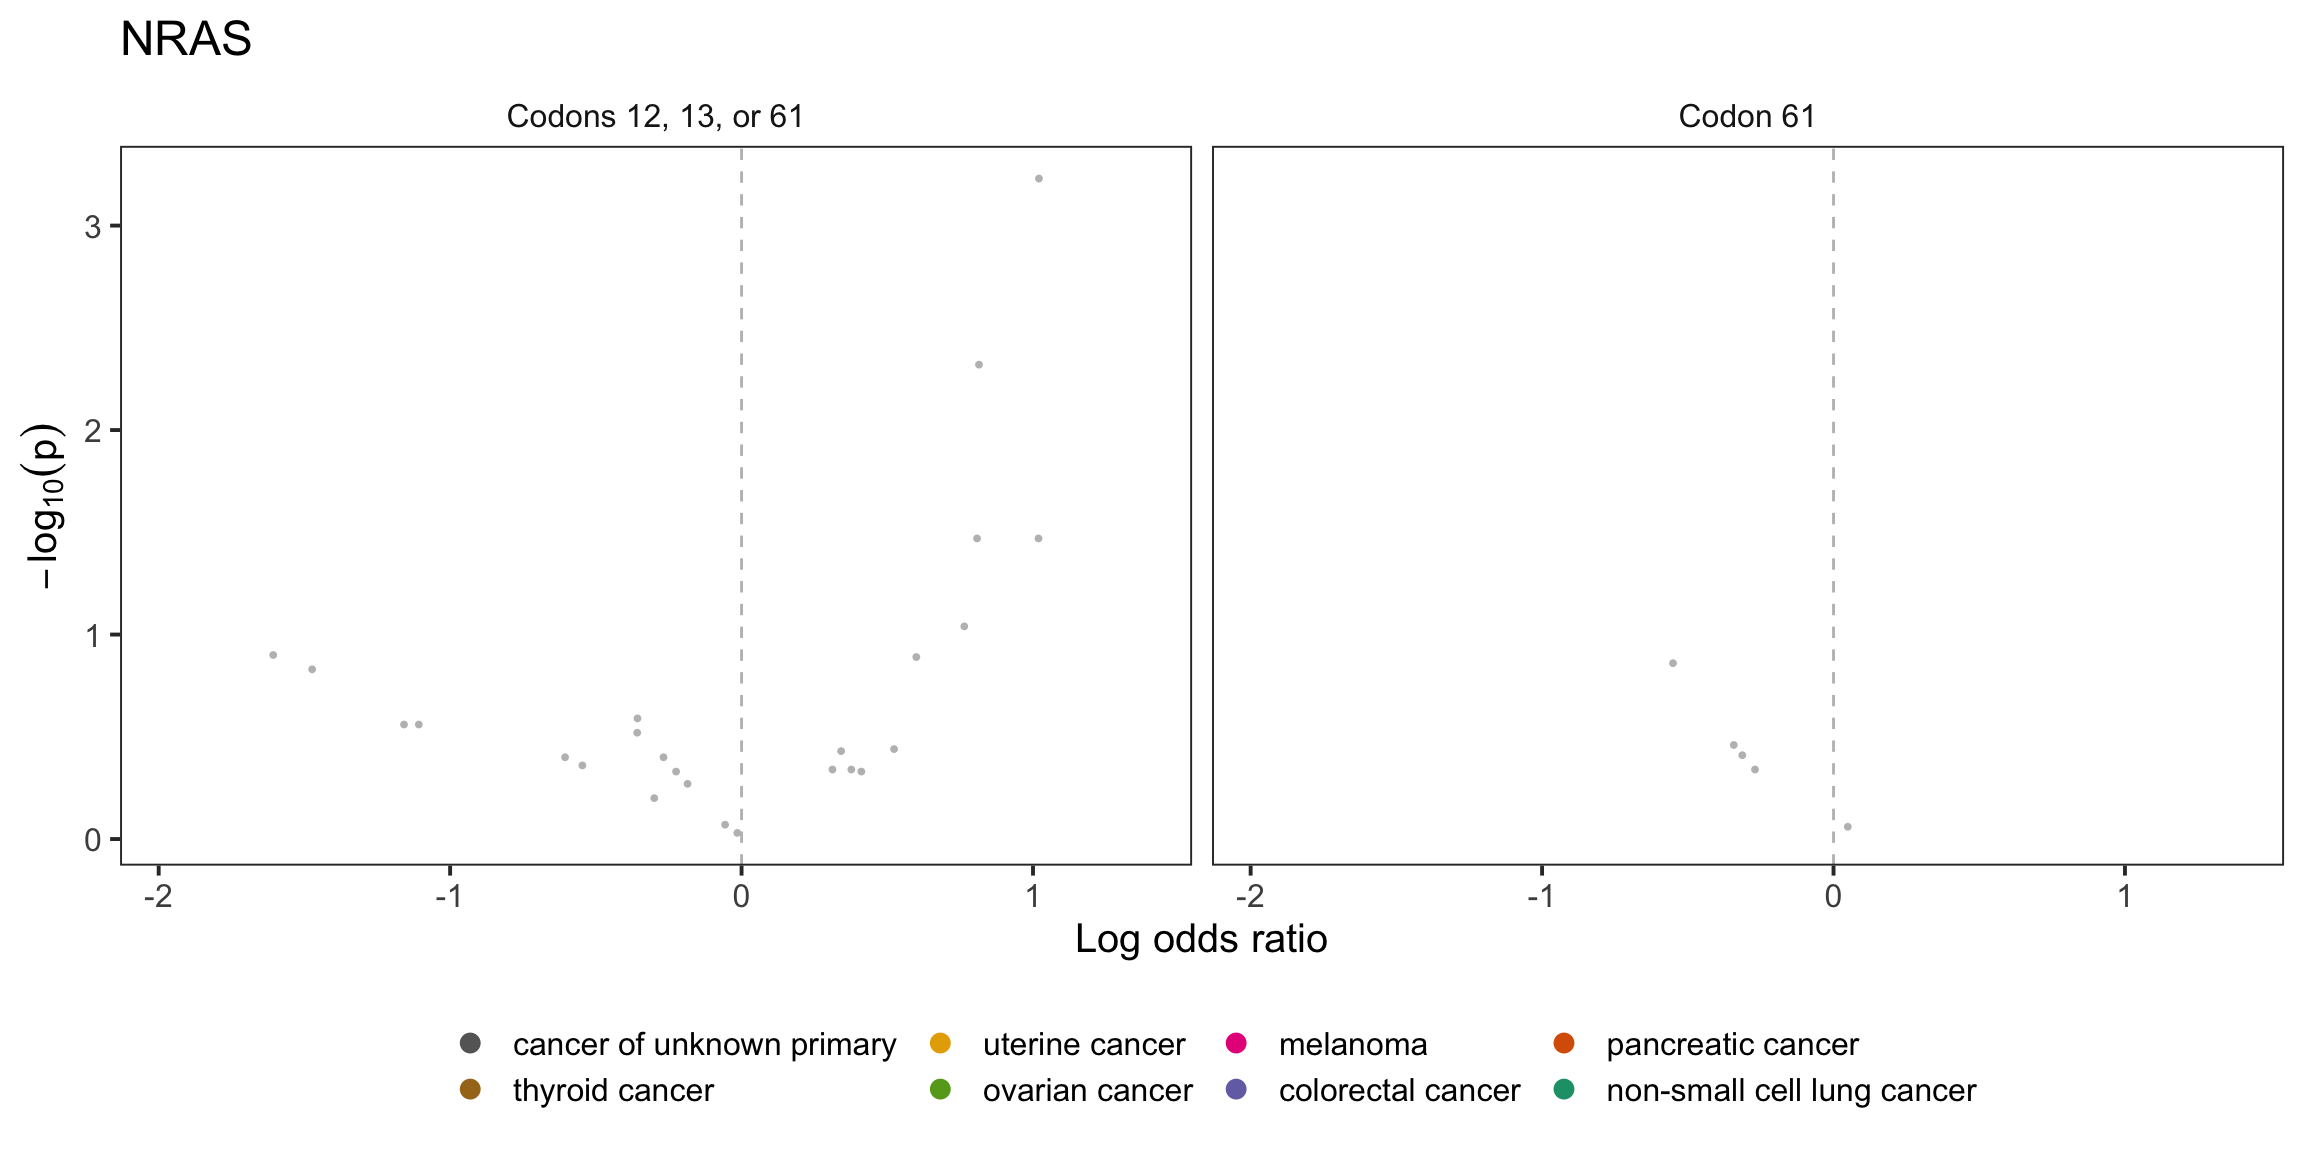 NRAS
Codons 12, 13, or 61
Codon 61
−log10(p)
3
2
1
0
-2 -1 0 1
-2 -1 0 1
Log odds ratio
cancer of unknown primary uterine cancer melanoma pancreatic cancer
thyroid cancer ovarian cancer colorectal cancer non-small cell lung cancer